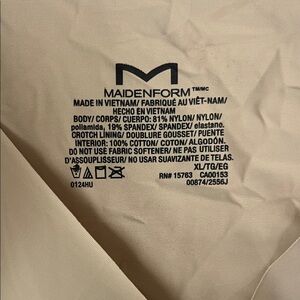 M
MAIDENFORM™/MC
MADE IN VIETNAM/ FABRIQUÉ AU VIÊT-NAM/
HECHO EN VIETNAM
BODY/ CORPS/ CUERPO: 81% NYLON/ NYLON/
poliamida, 19% SPANDEX/ SPANDEX/ elastano.
CROTCH LINING/ DOUBLURE GOUSSET/ PUENTE
INTERIOR: 100% COTTON/ COTON/ ALGODÓN.
DO NOT USE FABRIC SOFTENER/ NE PAS UTILISER
D'ASSOUPLISSEUR/ NO USAR SUAVIZANTE DE TELAS.
XL/TG/EG
RN# 15763 CA00153
0124HU 00874/2556J